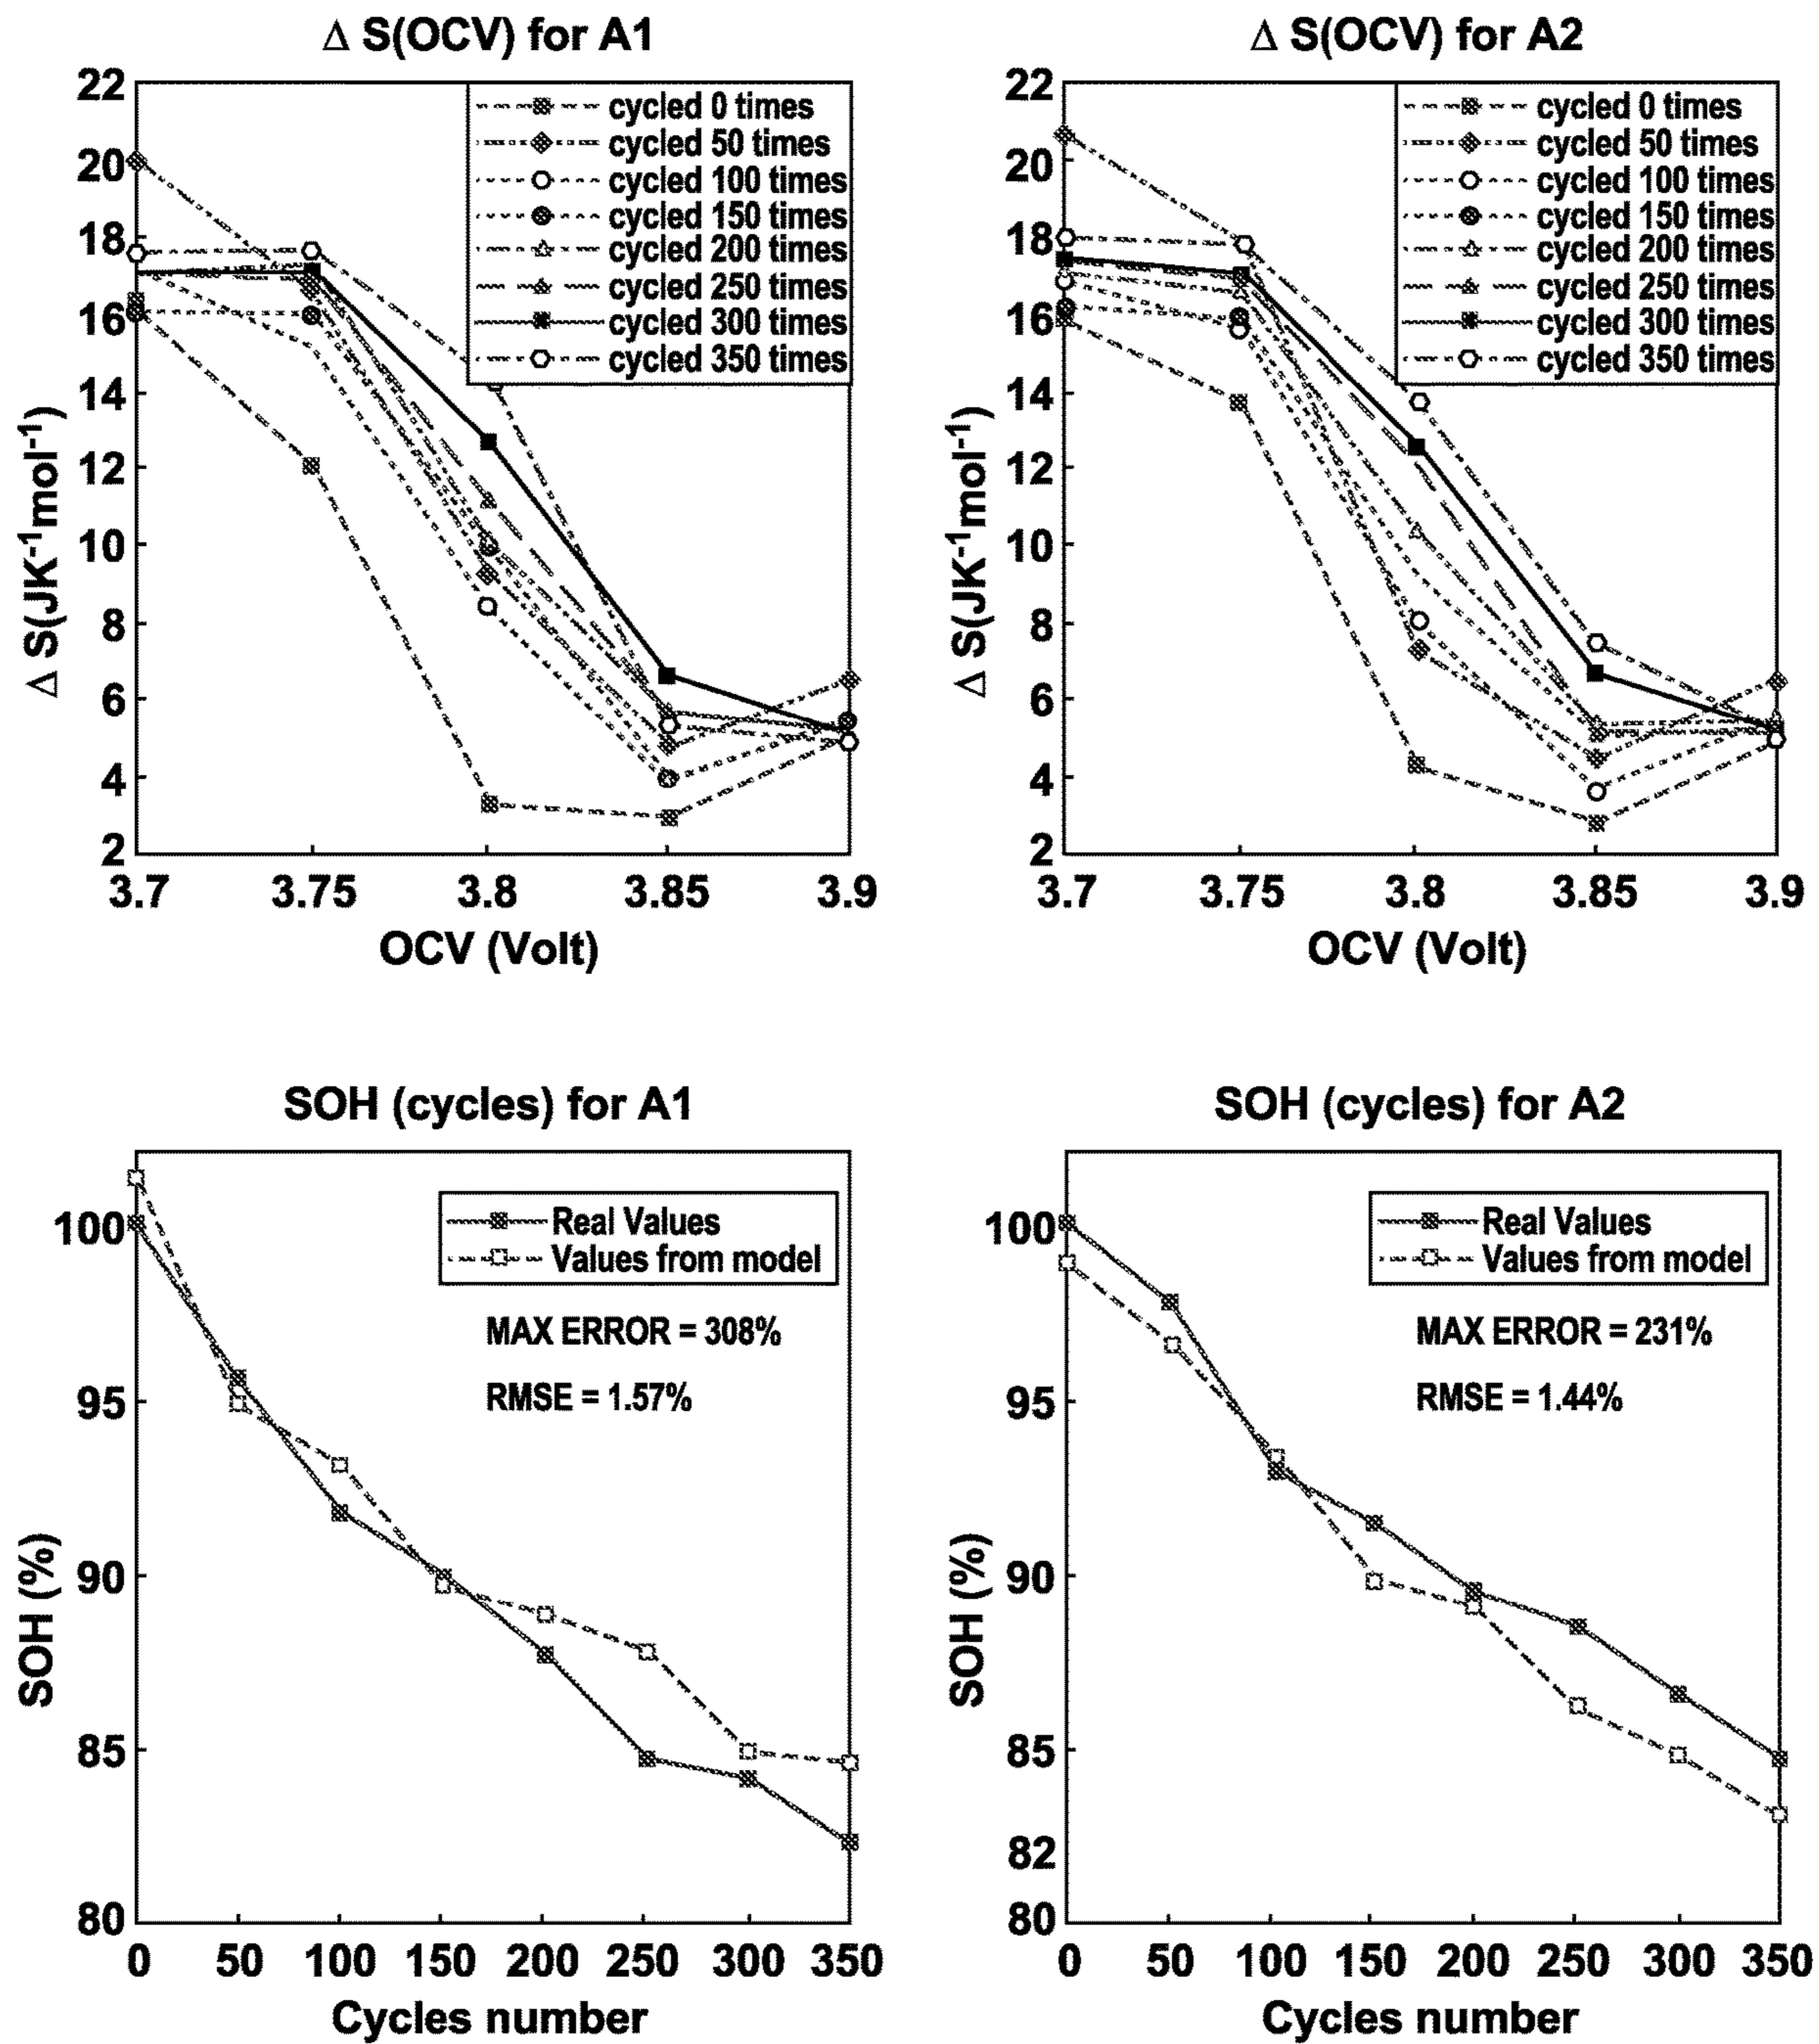 Δ S(OCV) for A1
22
20
18
16
14
12
10
8
6
4
2
Δ S(JK-1mol-1)
cycled 0 times
cycled 50 times
cycled 100 times
cycled 150 times
cycled 200 times
cycled 250 times
cycled 300 times
cycled 350 times
3.7 3.75 3.8 3.85 3.9
OCV (Volt)
Δ S(OCV) for A2
22
20
18
16
14
12
10
8
6
4
2
Δ S(JK-1mol-1)
cycled 0 times
cycled 50 times
cycled 100 times
cycled 150 times
cycled 200 times
cycled 250 times
cycled 300 times
cycled 350 times
3.7 3.75 3.8 3.85 3.9
OCV (Volt)
SOH (cycles) for A1
100
95
90
85
80
SOH (%)
Real Values
Values from model
MAX ERROR = 308%
RMSE = 1.57%
0 50 100 150 200 250 300 350
Cycles number
SOH (cycles) for A2
100
95
90
85
82
80
SOH (%)
Real Values
Values from model
MAX ERROR = 231%
RMSE = 1.44%
0 50 100 150 200 250 300 350
Cycles number